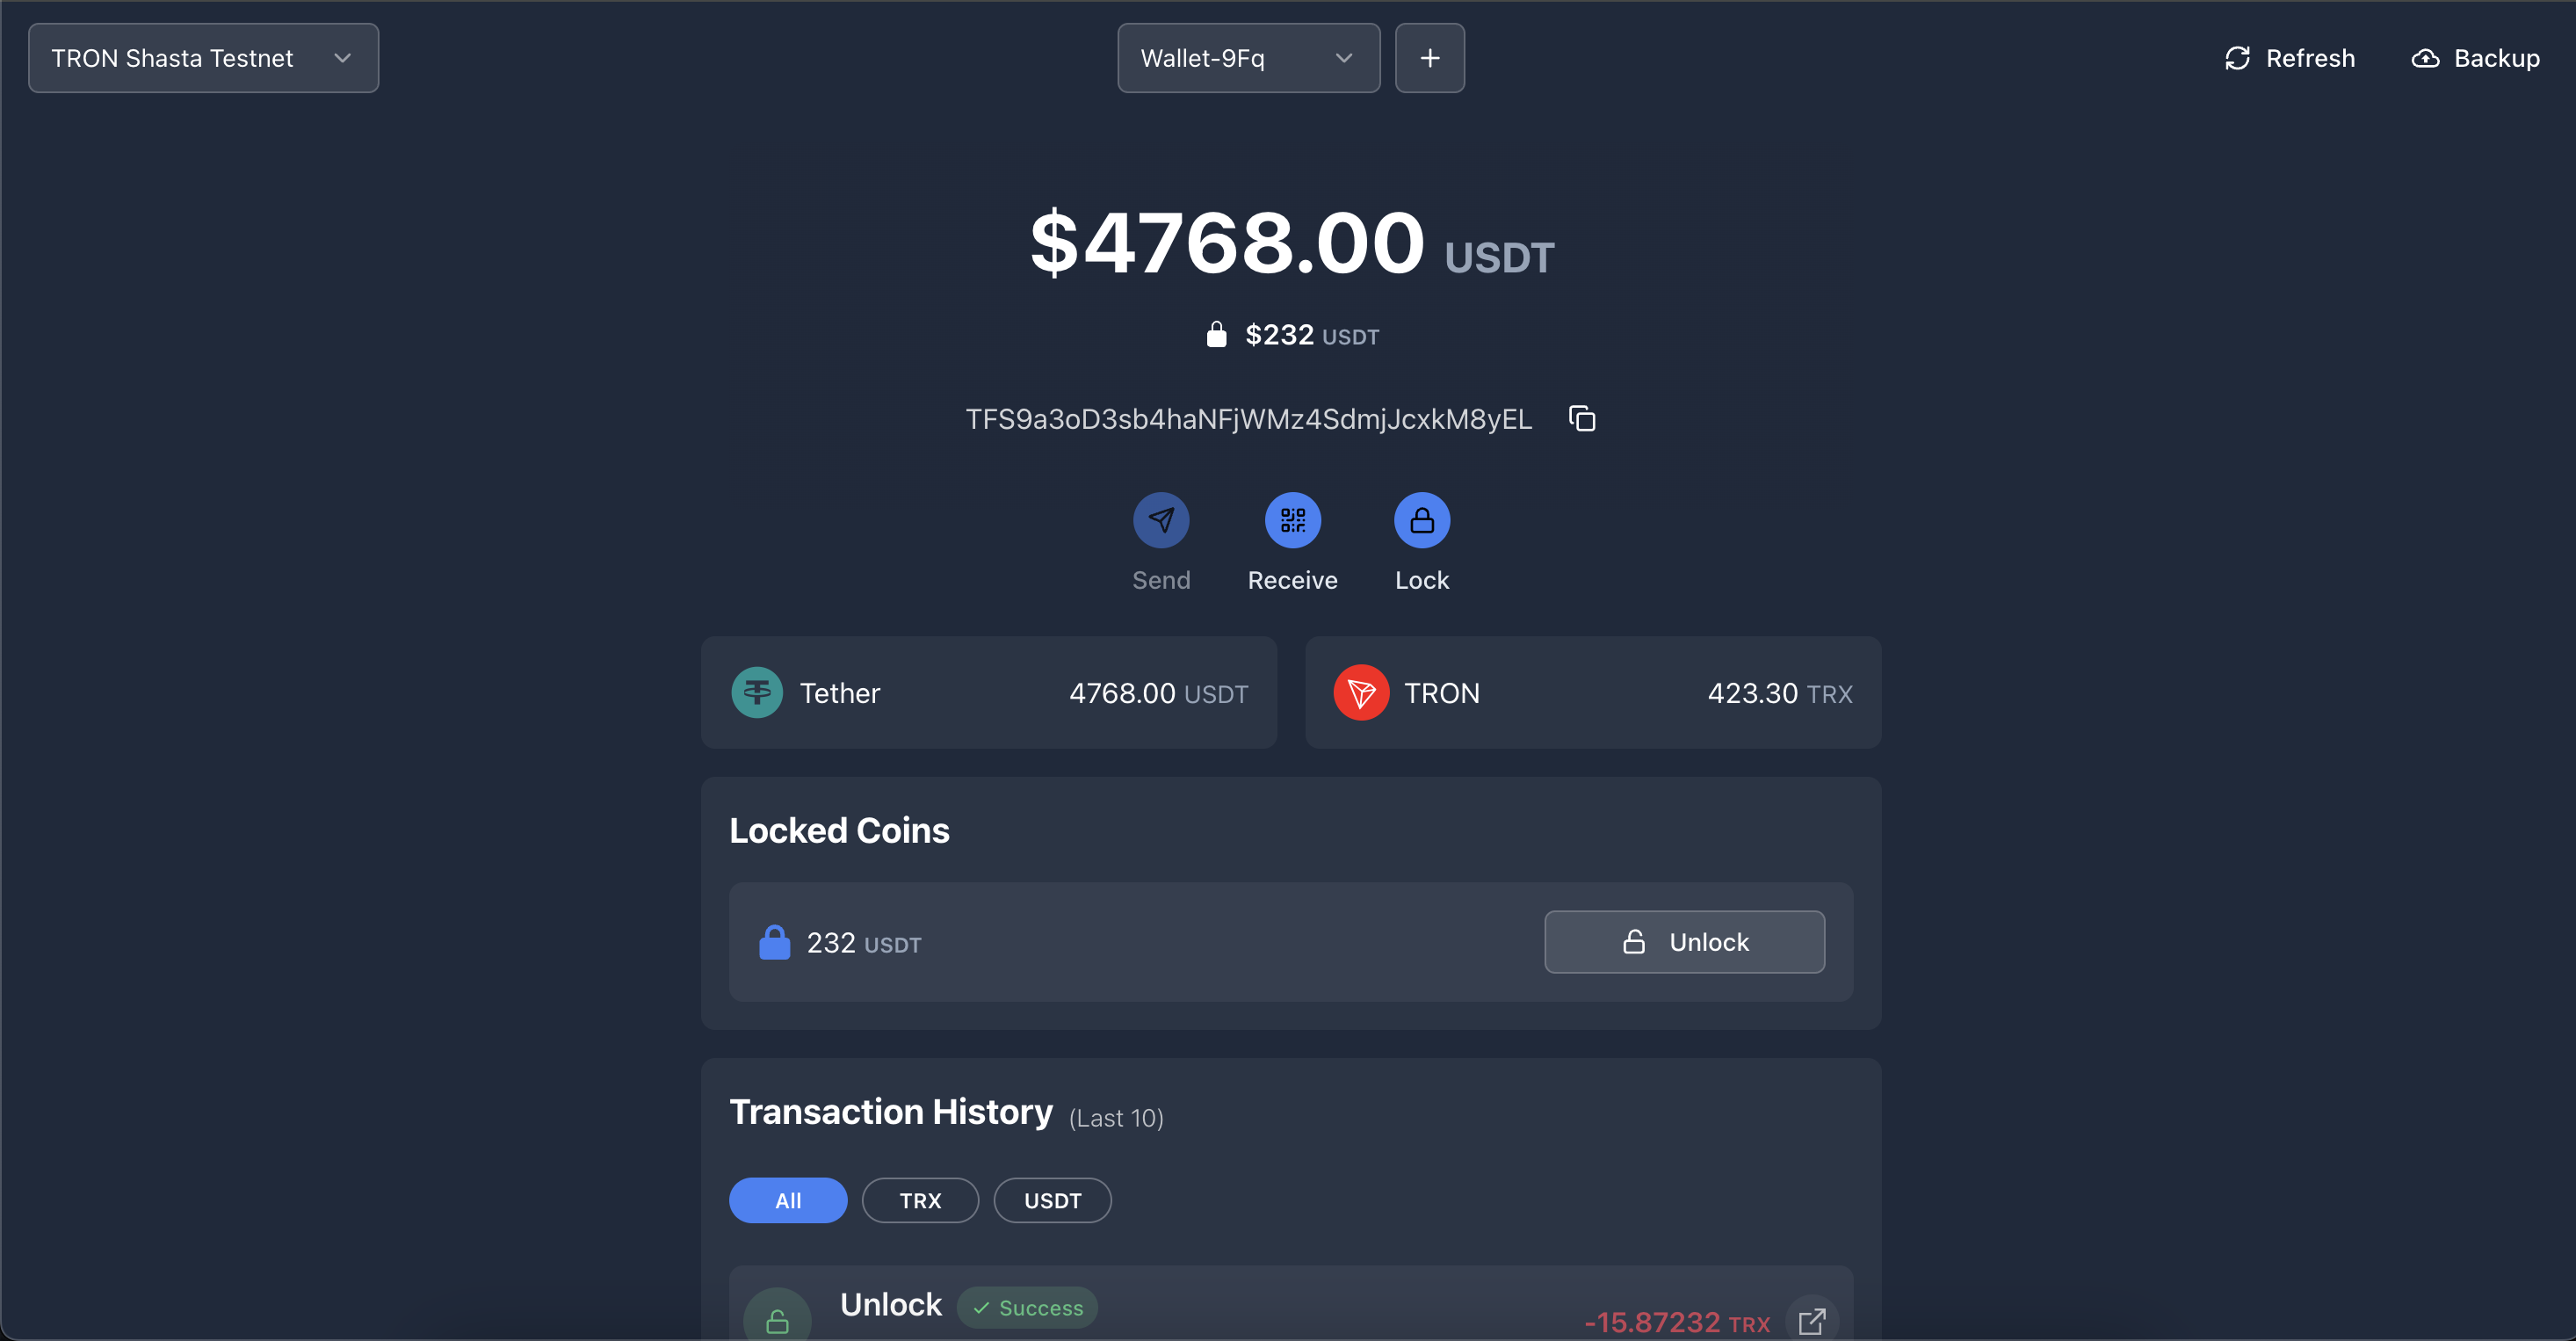 TRON Shasta Testnet
Wallet-9Fq
Refresh
Backup
$4768.00 USDT
$232 USDT
TFS9a3oD3sb4haNFjWMz4SdmjJcxkM8yEL
Send
Receive
Lock
Tether 4768.00 USDT
TRON 423.30 TRX
Locked Coins
232 USDT
Unlock
Transaction History (Last 10)
All
TRX
USDT
Unlock Success
-15.87232 TRX